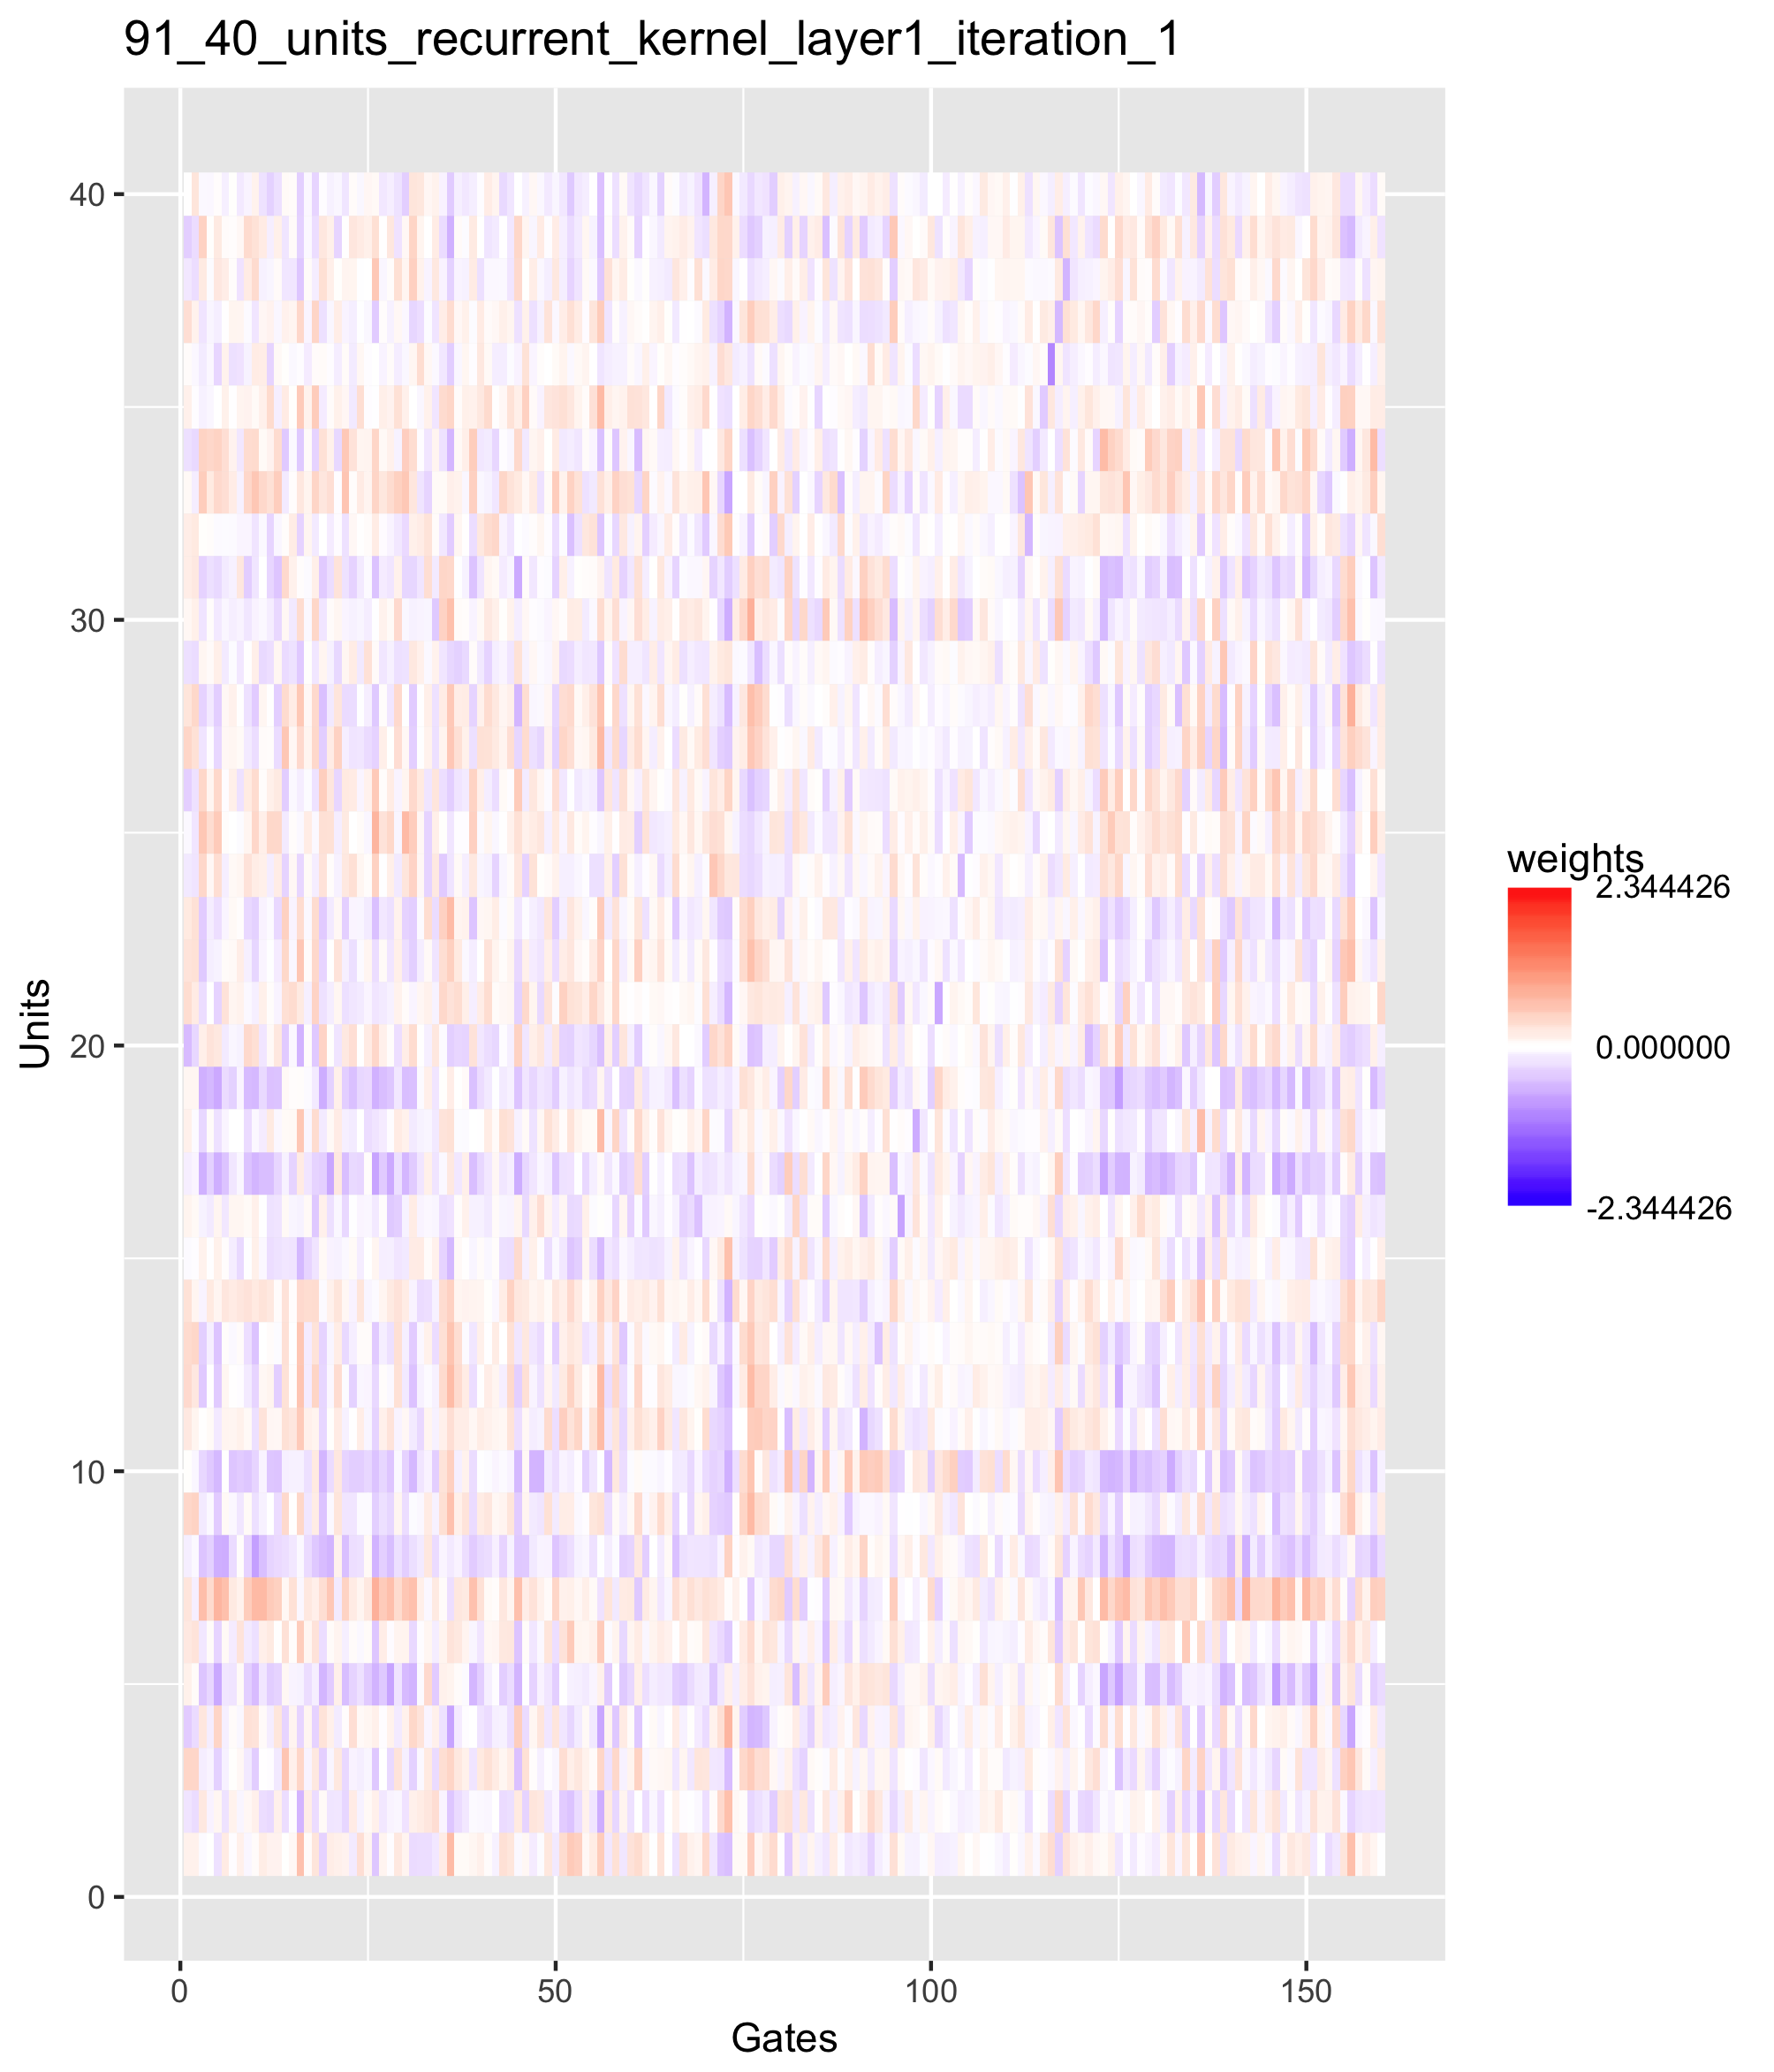 91_40_units_recurrent_kernel_layer1_iteration_1
40
30
20
10
0
Units
0 50 100 150
Gates
weights
2.344426
0.000000
-2.344426